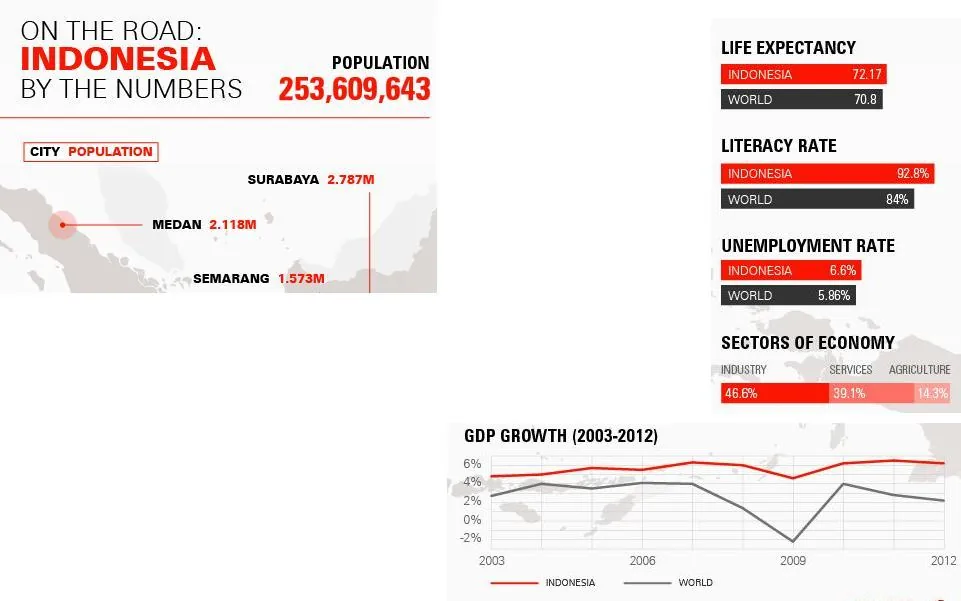 ON THE ROAD:
INDONESIA
BY THE NUMBERS
POPULATION
253,609,643
CITY POPULATION
SURABAYA 2.787M
MEDAN 2.118M
SEMARANG 1.573M
LIFE EXPECTANCY
INDONESIA 72.17
WORLD 70.8
LITERACY RATE
INDONESIA 92.8%
WORLD 84%
UNEMPLOYMENT RATE
INDONESIA 6.6%
WORLD 5.86%
SECTORS OF ECONOMY
INDUSTRY SERVICES AGRICULTURE
46.6% 39.1% 14.3%
GDP GROWTH (2003-2012)
6%
4%
2%
0%
-2%
2003 2006 2009 2012
INDONESIA WORLD